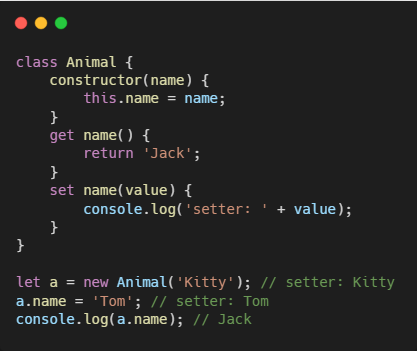 class Animal {
    constructor(name) {
        this.name = name;
    }
    get name() {
        return 'Jack';
    }
    set name(value) {
        console.log('setter: ' + value);
    }
}

let a = new Animal('Kitty'); // setter: Kitty
a.name = 'Tom'; // setter: Tom
console.log(a.name); // Jack